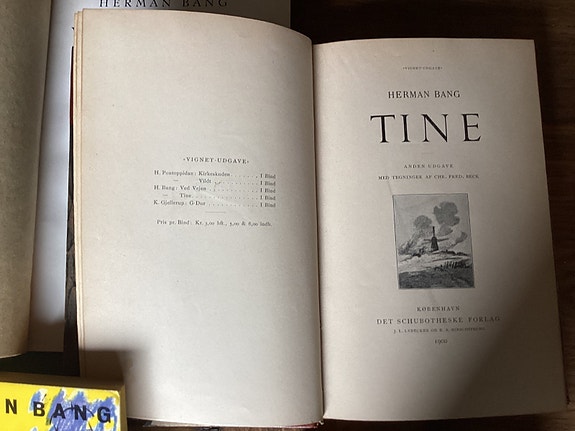 HERMAN BANG
«VIGNET-UDGAVE»
H. Pontoppidan: Kirkeskuden . . . . . . 1 Bind
— Vildt . . . . . . . . . 1 Bind
H. Bang: Ved Vejen . . . . . . . . . 1 Bind
— Tine . . . . . . . . . . . 1 Bind
K. Gjellerup: G-Dur . . . . . . . . . 1 Bind
Pris pr. Bind: Kr. 3,00 hft., 5,00 & 6,00 indb.
«VIGNET-UDGAVE»
HERMAN BANG
TINE
ANDEN UDGAVE
MED TEGNINGER AF CHR. FRED. BECK
KØBENHAVN
DET SCHUBOTHESKE FORLAG
1900
N BANG